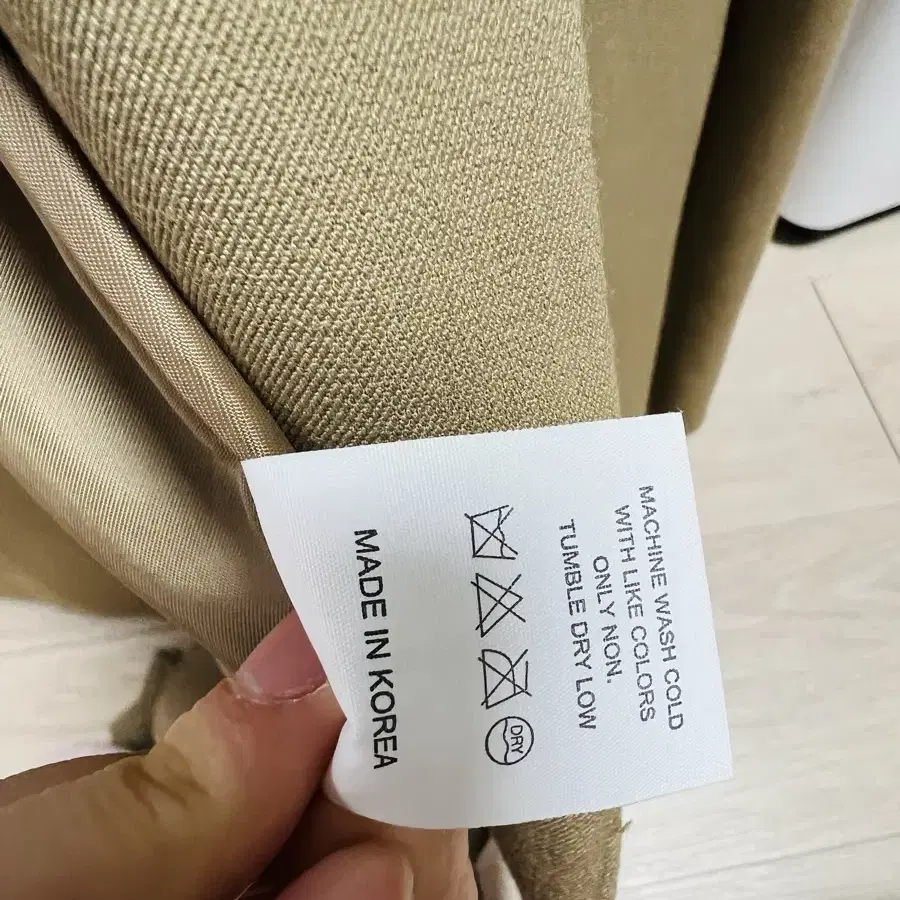 MACHINE WASH COLD
WITH LIKE COLORS
ONLY NON.
TUMBLE DRY LOW
DRY
MADE IN KOREA